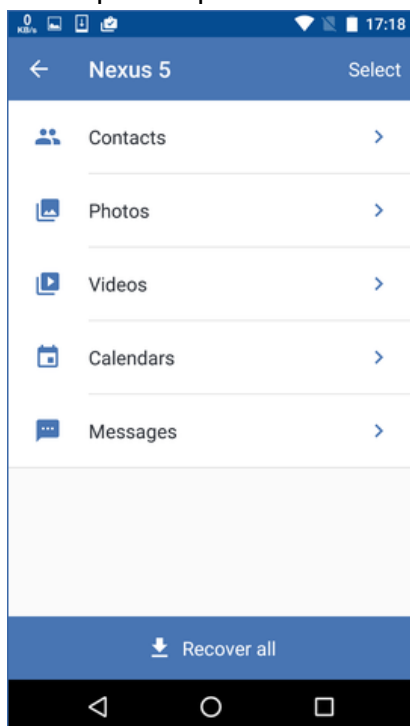 0
KB/s
17:18
Nexus 5
Select
Contacts
Photos
Videos
Calendars
Messages
Recover all